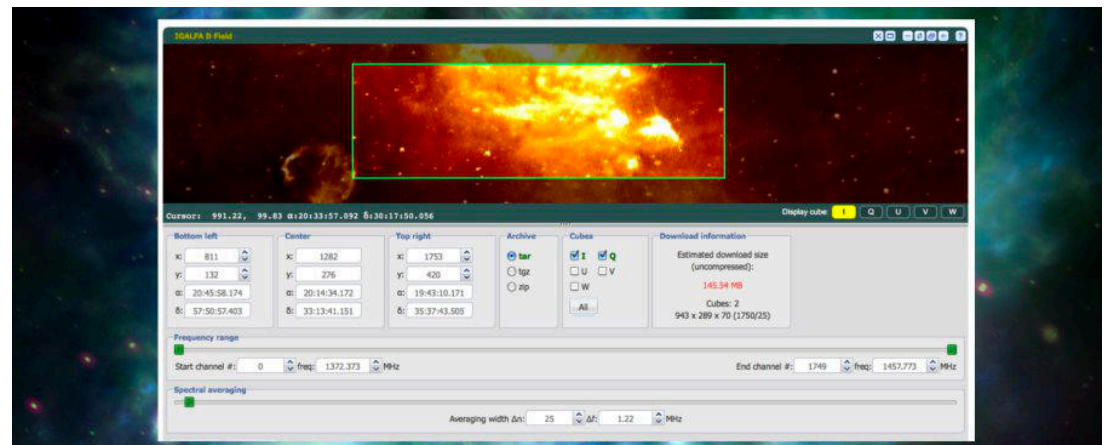 IGALFA D Field
Cursor: 991.22, 99.83 α:20:33:57.092 δ:30:17:50.056
Display cube: I Q U V W
Bottom left Center Top right Archive Cubes Download information
x: 811 x: 1282 x: 1753 tar I Q Estimated download size
y: 132 y: 276 y: 420 tgz U V (uncompressed):
α: 20:45:58.174 α: 20:14:34.172 α: 19:43:10.171 zip W 145.54 MB
δ: 57:50:57.403 δ: 33:13:41.151 δ: 35:37:43.505 All Cubes: 2
943 x 289 x 70 (1750/25)
Frequency range
Start channel #: 0 freq: 1372.373 MHz End channel #: 1749 freq: 1457.773 MHz
Spectral averaging
Averaging width Δn: 25 Δf: 1.22 MHz